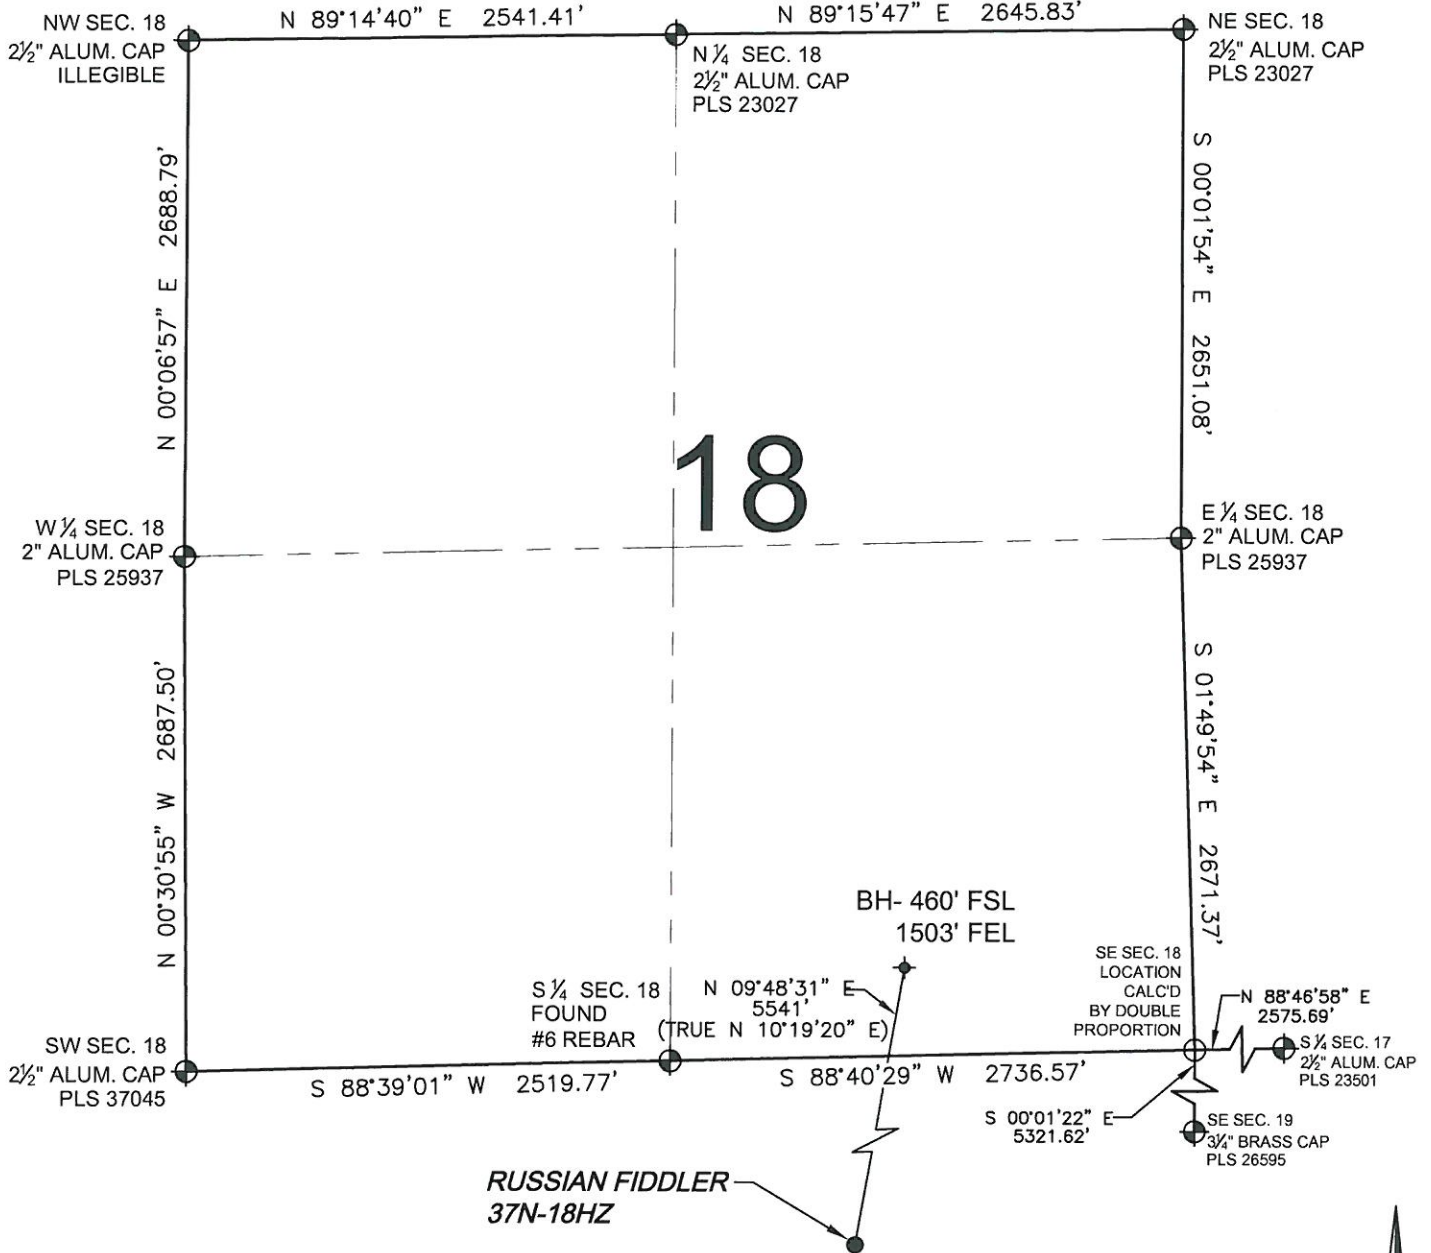 N 89°14'40" E 2541.41'
N 89°15'47" E 2645.83'
NW SEC. 18
2½" ALUM. CAP
ILLEGIBLE
N ¼ SEC. 18
2½" ALUM. CAP
PLS 23027
NE SEC. 18
2½" ALUM. CAP
PLS 23027
N 00°06'57" E 2688.79'
S 00°01'54" E 2651.08'
18
W ¼ SEC. 18
2" ALUM. CAP
PLS 25937
E ¼ SEC. 18
2" ALUM. CAP
PLS 25937
N 00°30'55" W 2687.50'
S 01°49'54" E 2671.37'
BH- 460' FSL
1503' FEL
S ¼ SEC. 18
FOUND
#6 REBAR
N 09°48'31" E
5541'
(TRUE N 10°19'20" E)
SE SEC. 18
LOCATION
CALC'D
BY DOUBLE
PROPORTION
N 88°46'58" E
2575.69'
S ¼ SEC. 17
2½" ALUM. CAP
PLS 23501
SW SEC. 18
2½" ALUM. CAP
PLS 37045
S 88°39'01" W 2519.77'
S 88°40'29" W 2736.57'
S 00°01'22" E
5321.62'
SE SEC. 19
3¼" BRASS CAP
PLS 26595
RUSSIAN FIDDLER
37N-18HZ